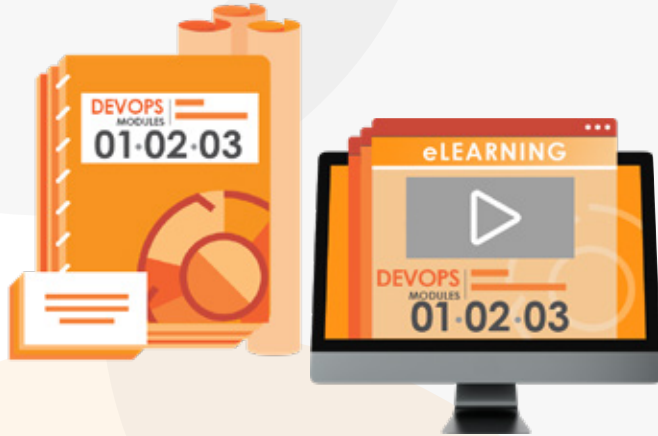 DEVOPS
MODULES
01·02·03
eLEARNING
DEVOPS
MODULES
01·02·03